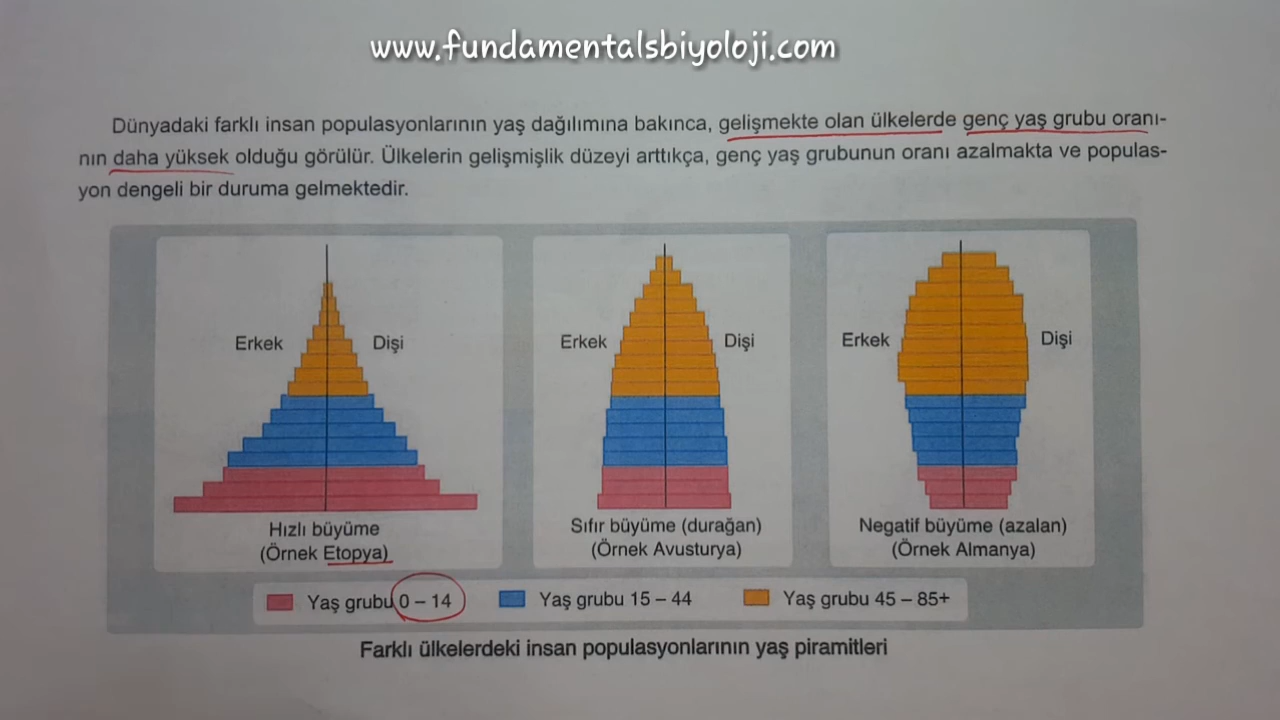 www.fundamentalsbiyoloji.com
Dünyadaki farklı insan populasyonlarının yaş dağılımına bakınca, gelişmekte olan ülkelerde genç yaş grubu oranı-
nın daha yüksek olduğu görülür. Ülkelerin gelişmişlik düzeyi arttıkça, genç yaş grubunun oranı azalmakta ve populas-
yon dengeli bir duruma gelmektedir.
Erkek
Dişi
Hızlı büyüme
(Örnek Etopya)
Erkek
Dişi
Sıfır büyüme (durağan)
(Örnek Avusturya)
Erkek
Dişi
Negatif büyüme (azalan)
(Örnek Almanya)
Yaş grubu 0 – 14
Yaş grubu 15 – 44
Yaş grubu 45 – 85+
Farklı ülkelerdeki insan populasyonlarının yaş piramitleri